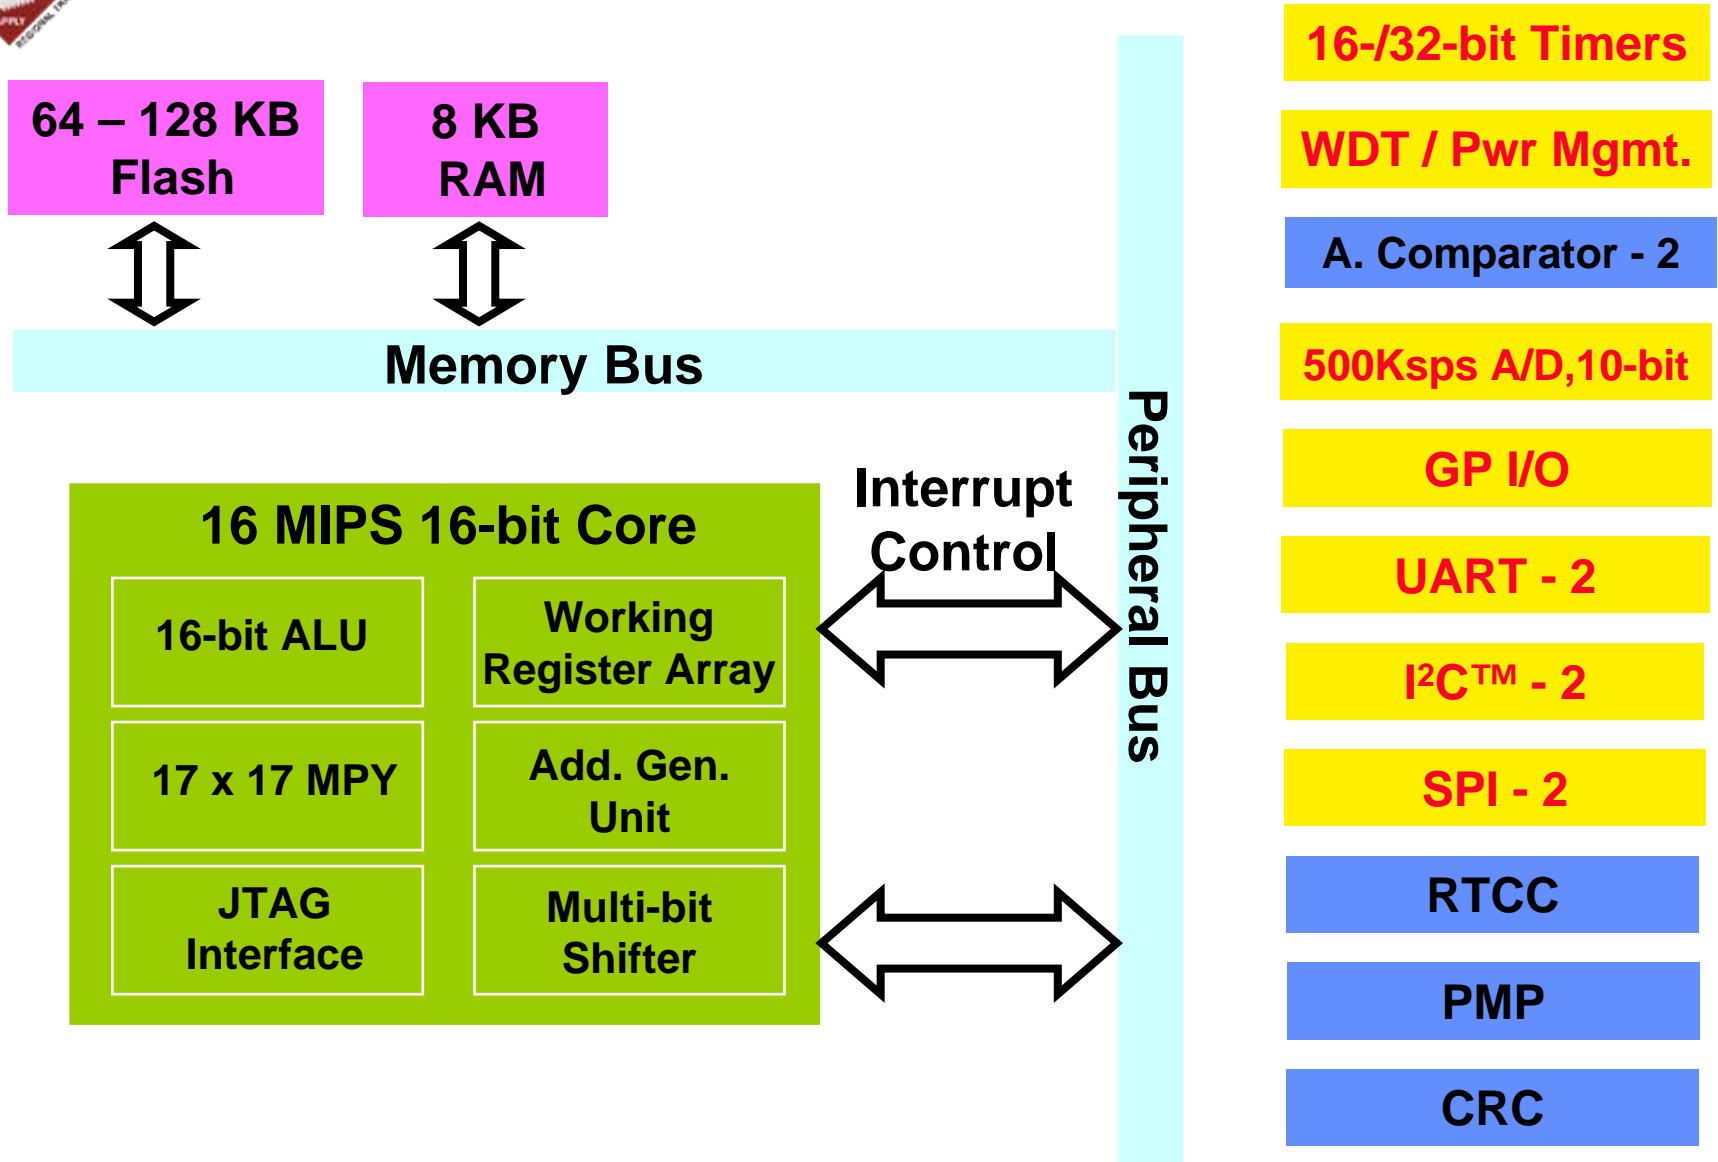 64 – 128 KB
Flash
8 KB
RAM
Memory Bus
16 MIPS 16-bit Core
16-bit ALU
Working
Register Array
17 x 17 MPY
Add. Gen.
Unit
JTAG
Interface
Multi-bit
Shifter
Interrupt
Control
Peripheral Bus
16-/32-bit Timers
WDT / Pwr Mgmt.
A. Comparator - 2
500Ksps A/D,10-bit
GP I/O
UART - 2
I²C™ - 2
SPI - 2
RTCC
PMP
CRC